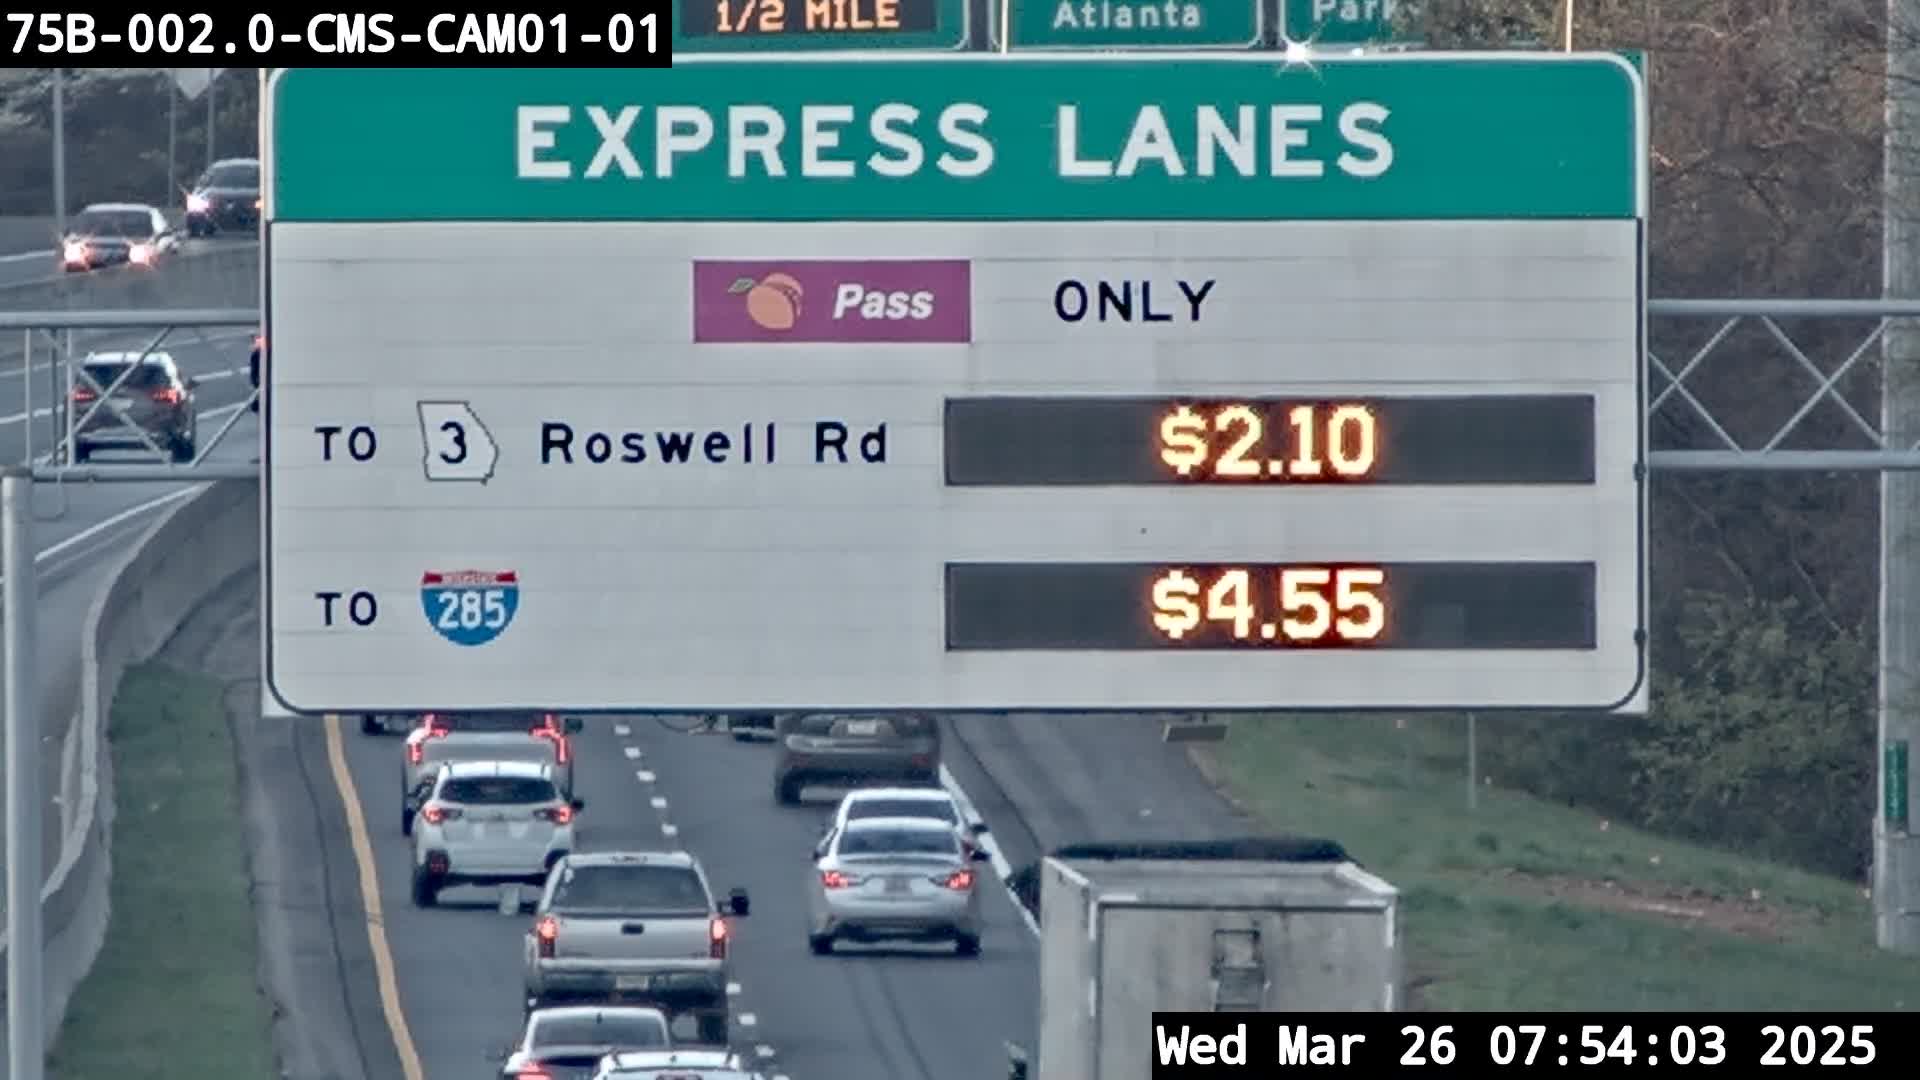 75B-002.0-CMS-CAM01-01
1/2 MILE
Atlanta
Park
EXPRESS LANES
Pass ONLY
TO 3 Roswell Rd $2.10
TO 285 $4.55
Wed Mar 26 07:54:03 2025